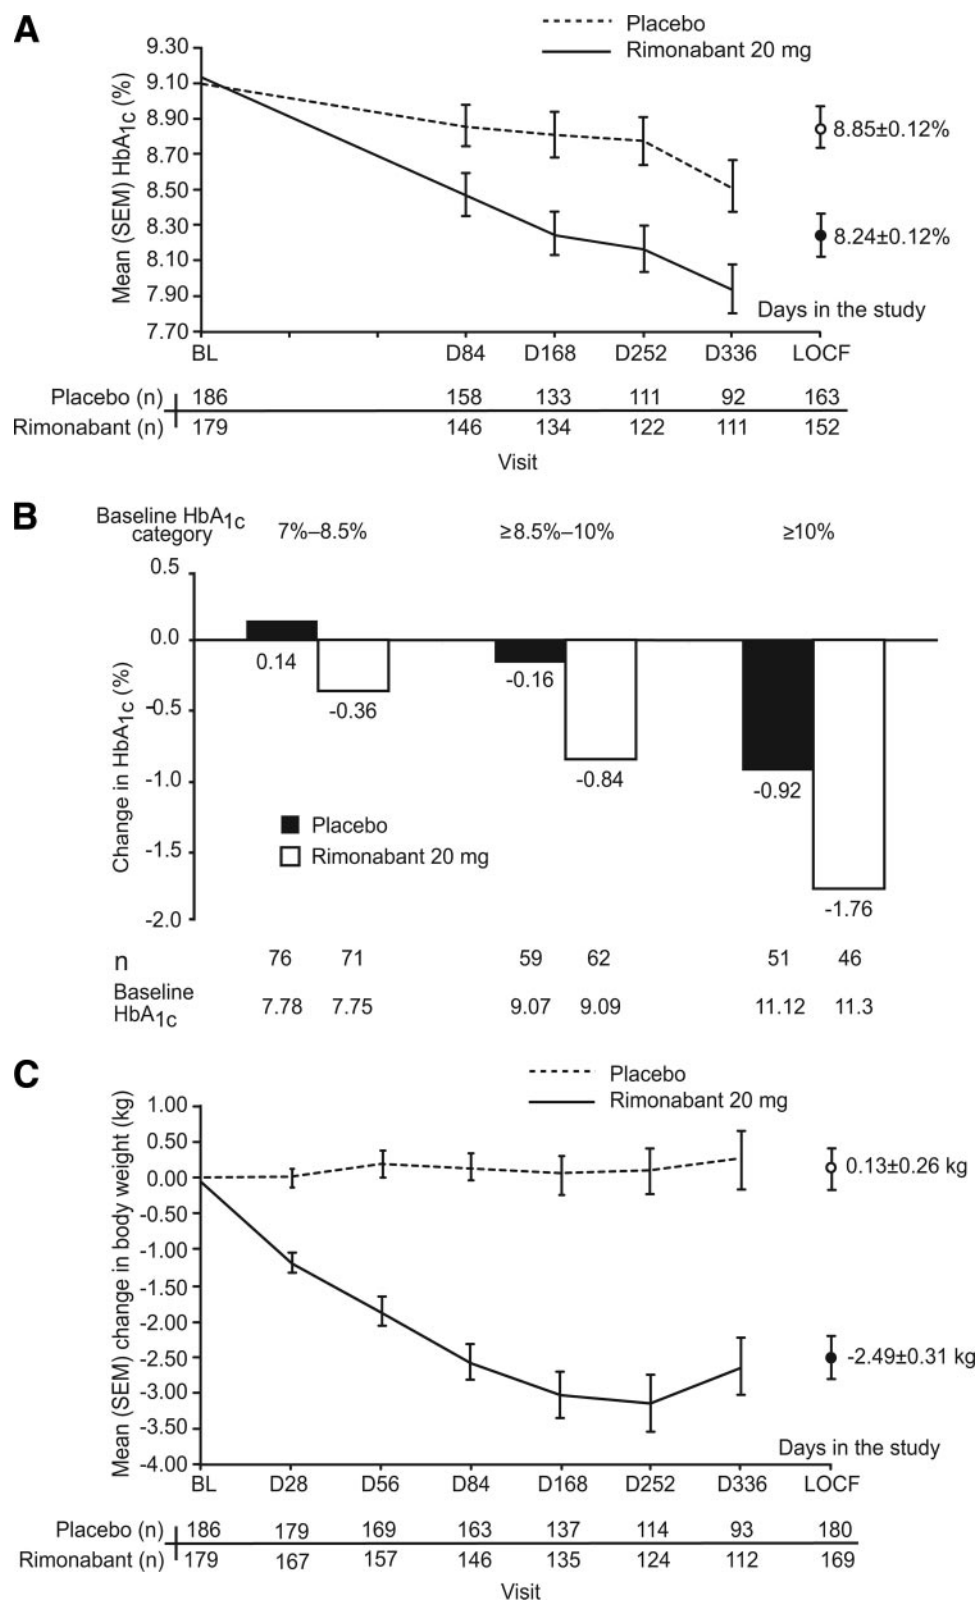 A
Placebo
Rimonabant 20 mg
Mean (SEM) HbA1c (%)
9.30
9.10
8.90
8.70
8.50
8.30
8.10
7.90
7.70
8.85±0.12%
8.24±0.12%
Days in the study
BL D84 D168 D252 D336 LOCF
Placebo (n) 186 158 133 111 92 163
Rimonabant (n) 179 146 134 122 111 152
Visit
B
Baseline HbA1c
category 7%–8.5% ≥8.5%–10% ≥10%
Change in HbA1c (%)
0.5
0.0
-0.5
-1.0
-1.5
-2.0
0.14
-0.36
-0.16
-0.84
-0.92
-1.76
Placebo
Rimonabant 20 mg
n 76 71 59 62 51 46
Baseline
HbA1c 7.78 7.75 9.07 9.09 11.12 11.3
C
Placebo
Rimonabant 20 mg
Mean (SEM) change in body weight (kg)
1.00
0.50
0.00
-0.50
-1.00
-1.50
-2.00
-2.50
-3.00
-3.50
-4.00
0.13±0.26 kg
-2.49±0.31 kg
Days in the study
BL D28 D56 D84 D168 D252 D336 LOCF
Placebo (n) 186 179 169 163 137 114 93 180
Rimonabant (n) 179 167 157 146 135 124 112 169
Visit